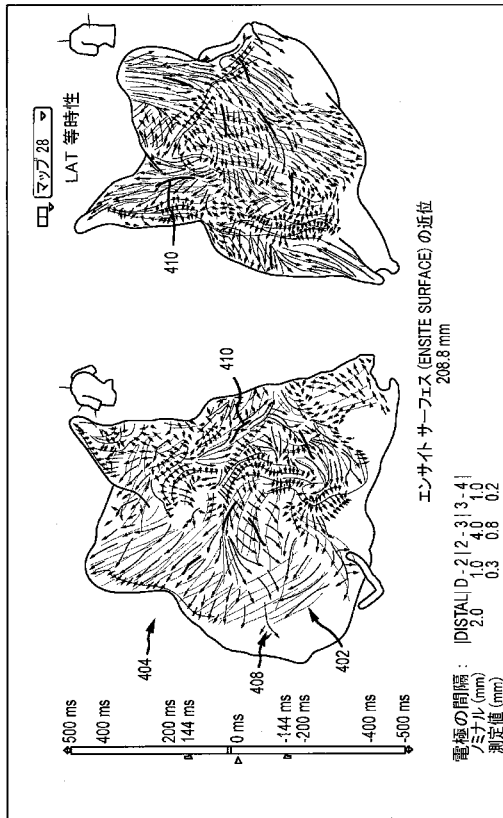 マップ 28
LAT 等時性
500 ms
400 ms
200 ms
144 ms
0 ms
-144 ms
-200 ms
-400 ms
-500 ms
404
408
402
410
410
エンサイト サーフェス (ENSITE SURFACE) の近位
208.8 mm
電極の間隔： |DISTAL|D-2|2-3|3-4|
ノミナル (mm) 2.0 1.0 4.0 1.0
測定値 (mm) 0.3 0.8 0.2